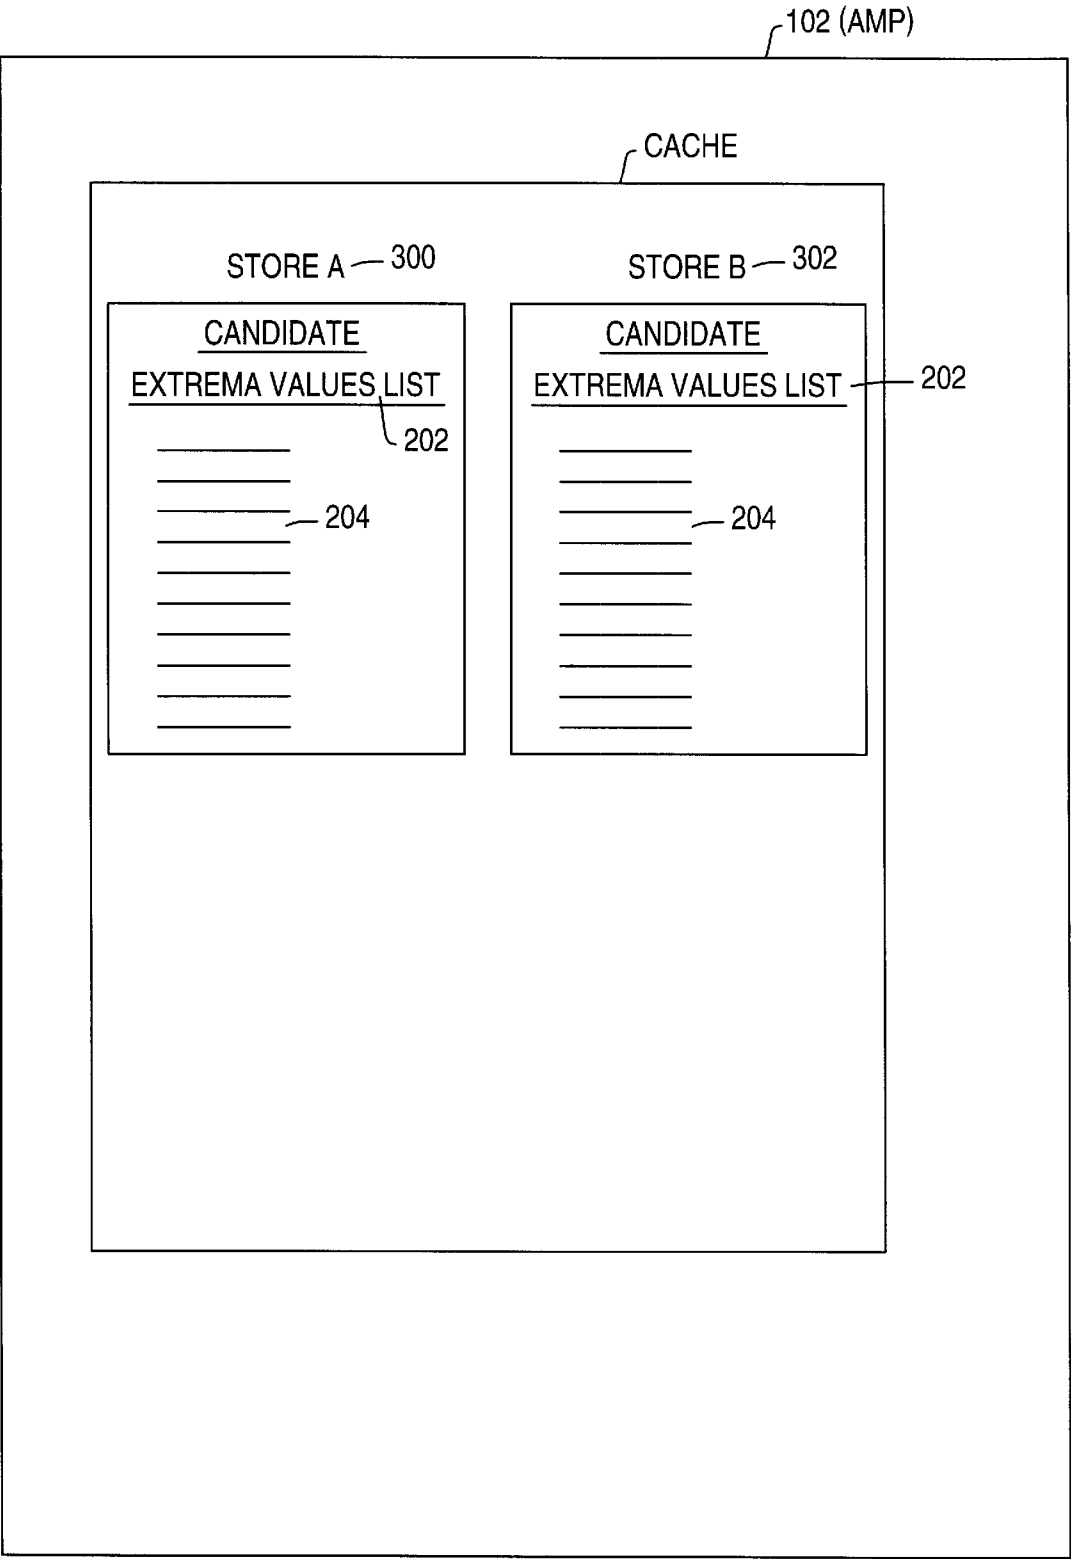 102 (AMP)
CACHE
STORE A 300
STORE B 302
CANDIDATE
EXTREMA VALUES LIST
202
204
CANDIDATE
EXTREMA VALUES LIST
202
204